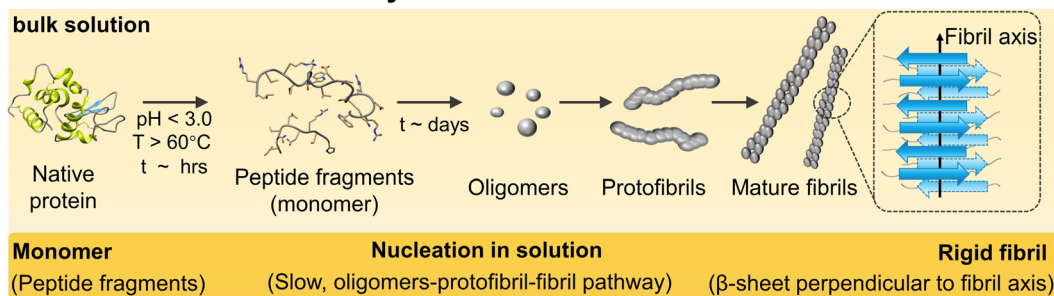 bulk solution
Fibril axis
pH < 3.0
T > 60°C
t ~ hrs
t ~ days
Native
protein
Peptide fragments
(monomer)
Oligomers
Protofibrils
Mature fibrils
Monomer
(Peptide fragments)
Nucleation in solution
(Slow, oligomers-protofibril-fibril pathway)
Rigid fibril
(β-sheet perpendicular to fibril axis)